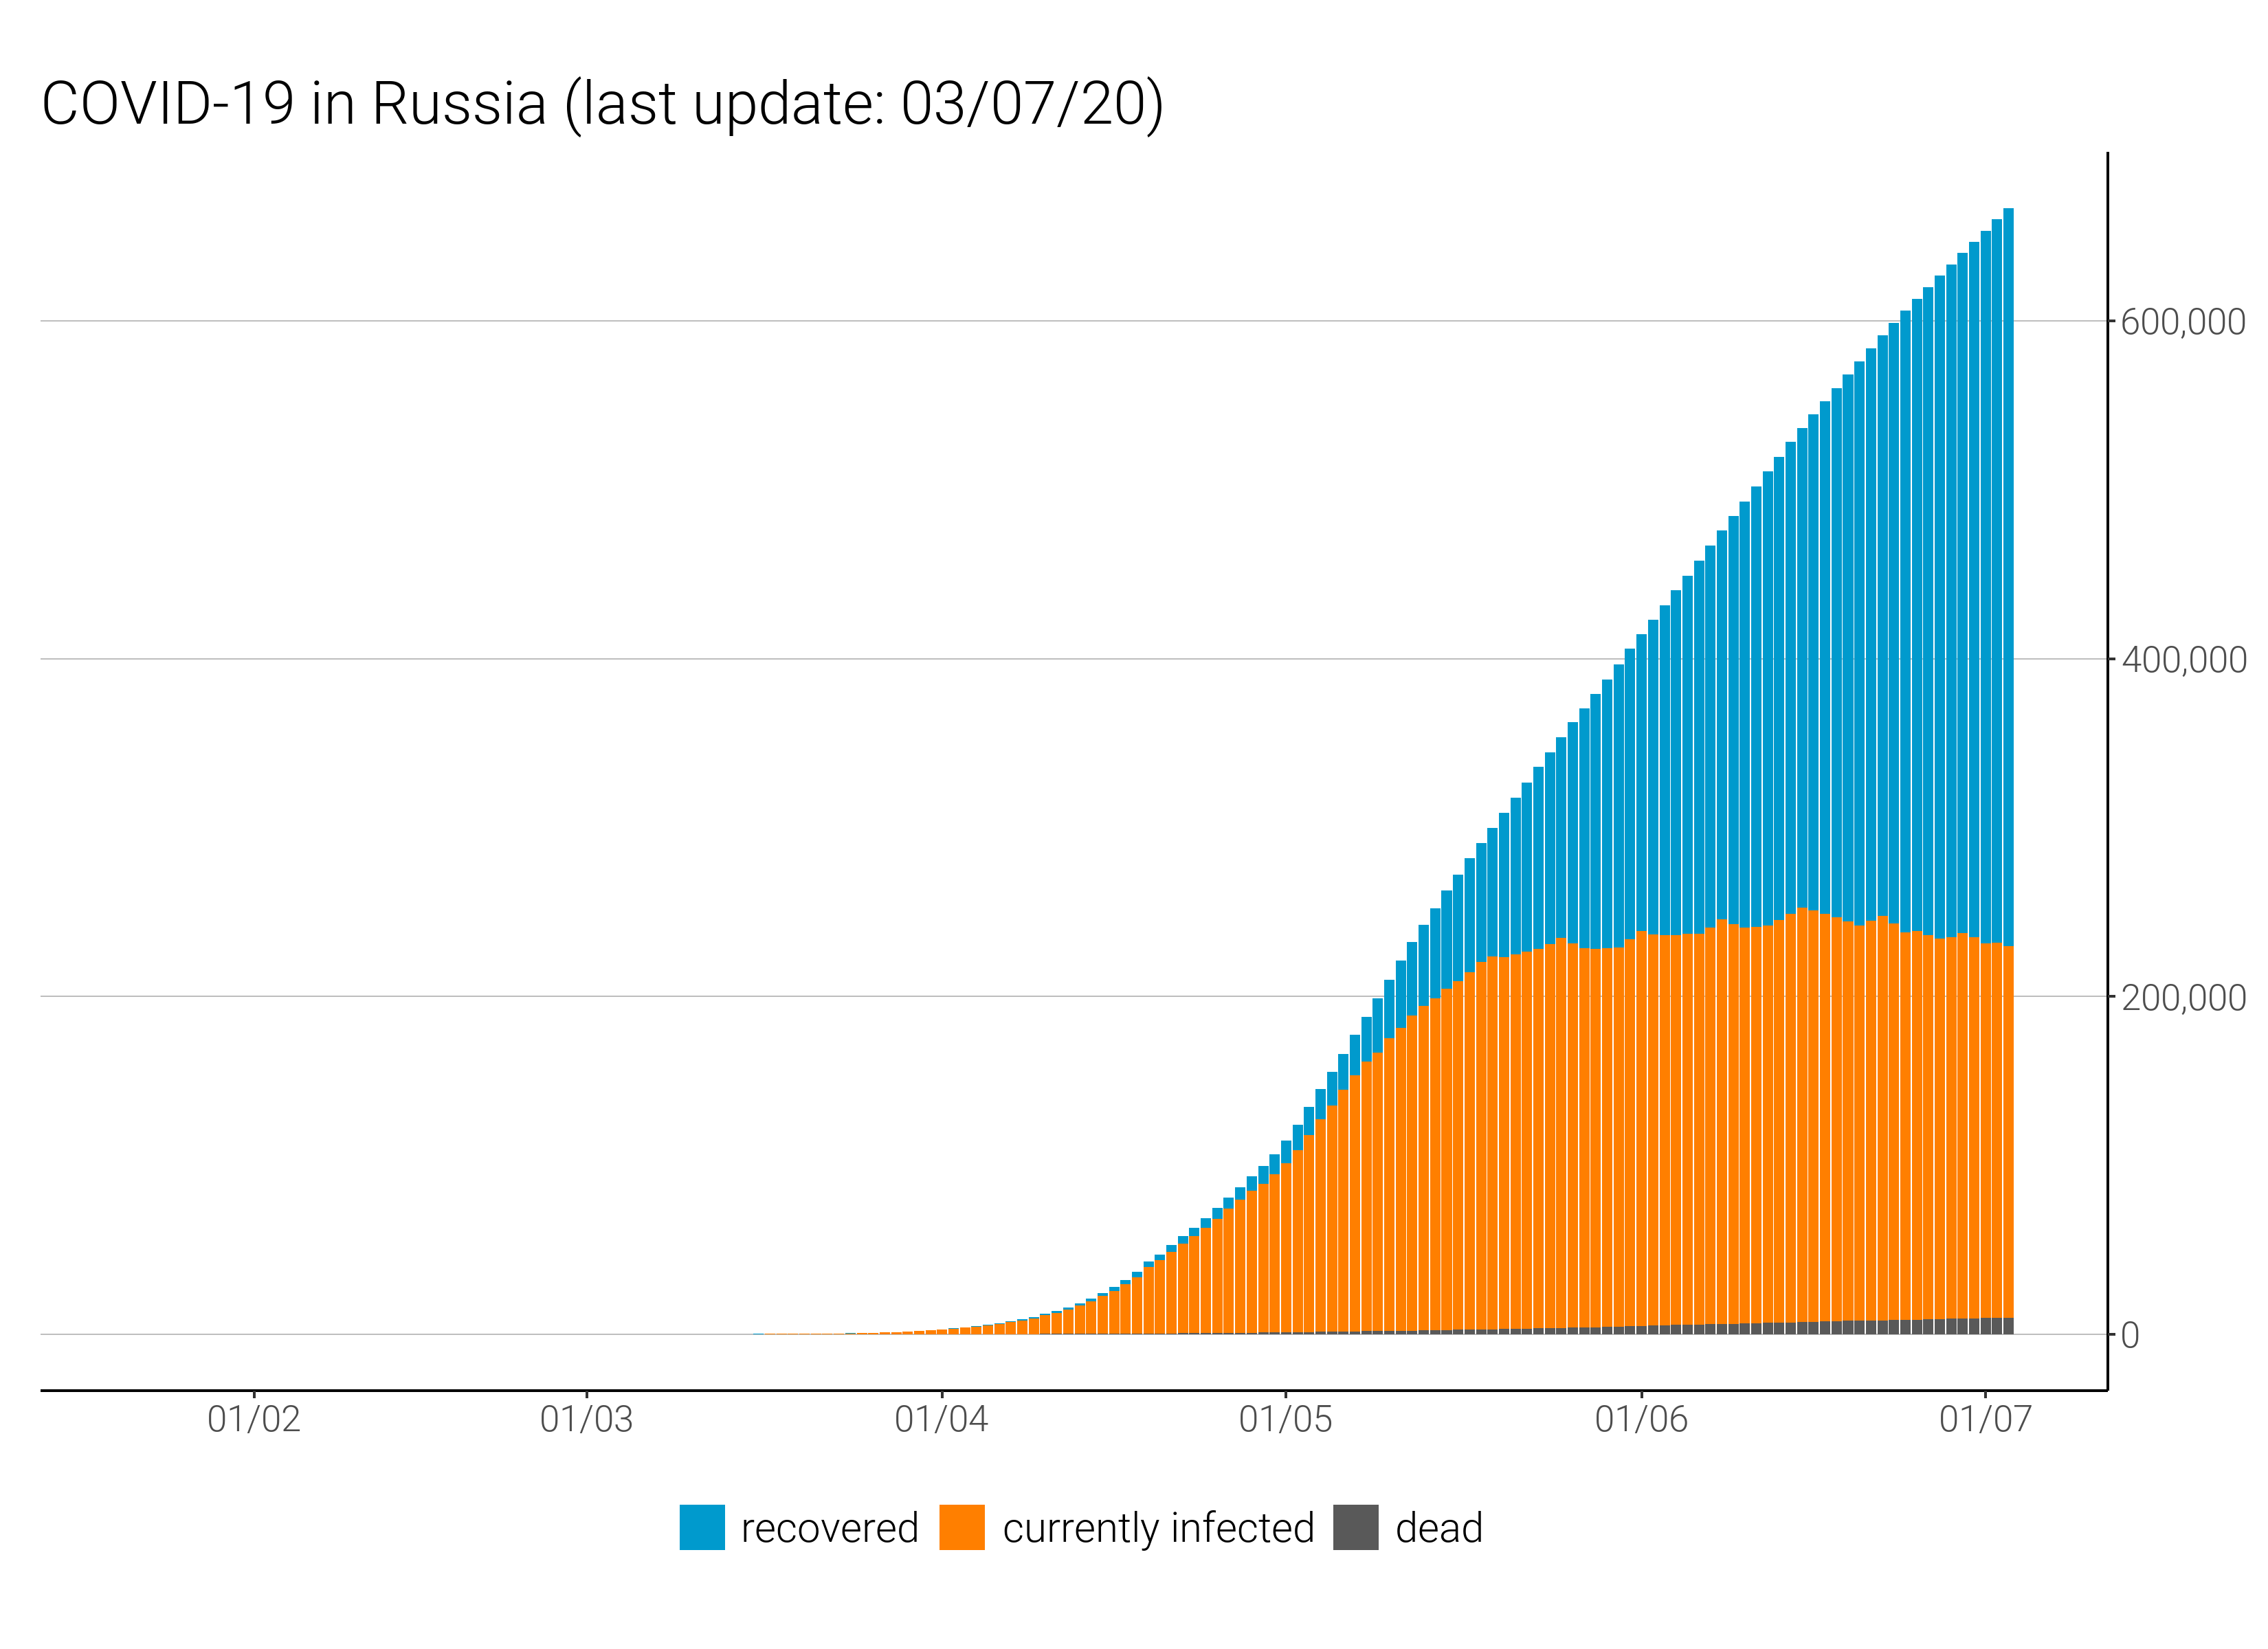 COVID-19 in Russia (last update: 03/07/20)
600,000
400,000
200,000
0
01/02 01/03 01/04 01/05 01/06 01/07
recovered currently infected dead